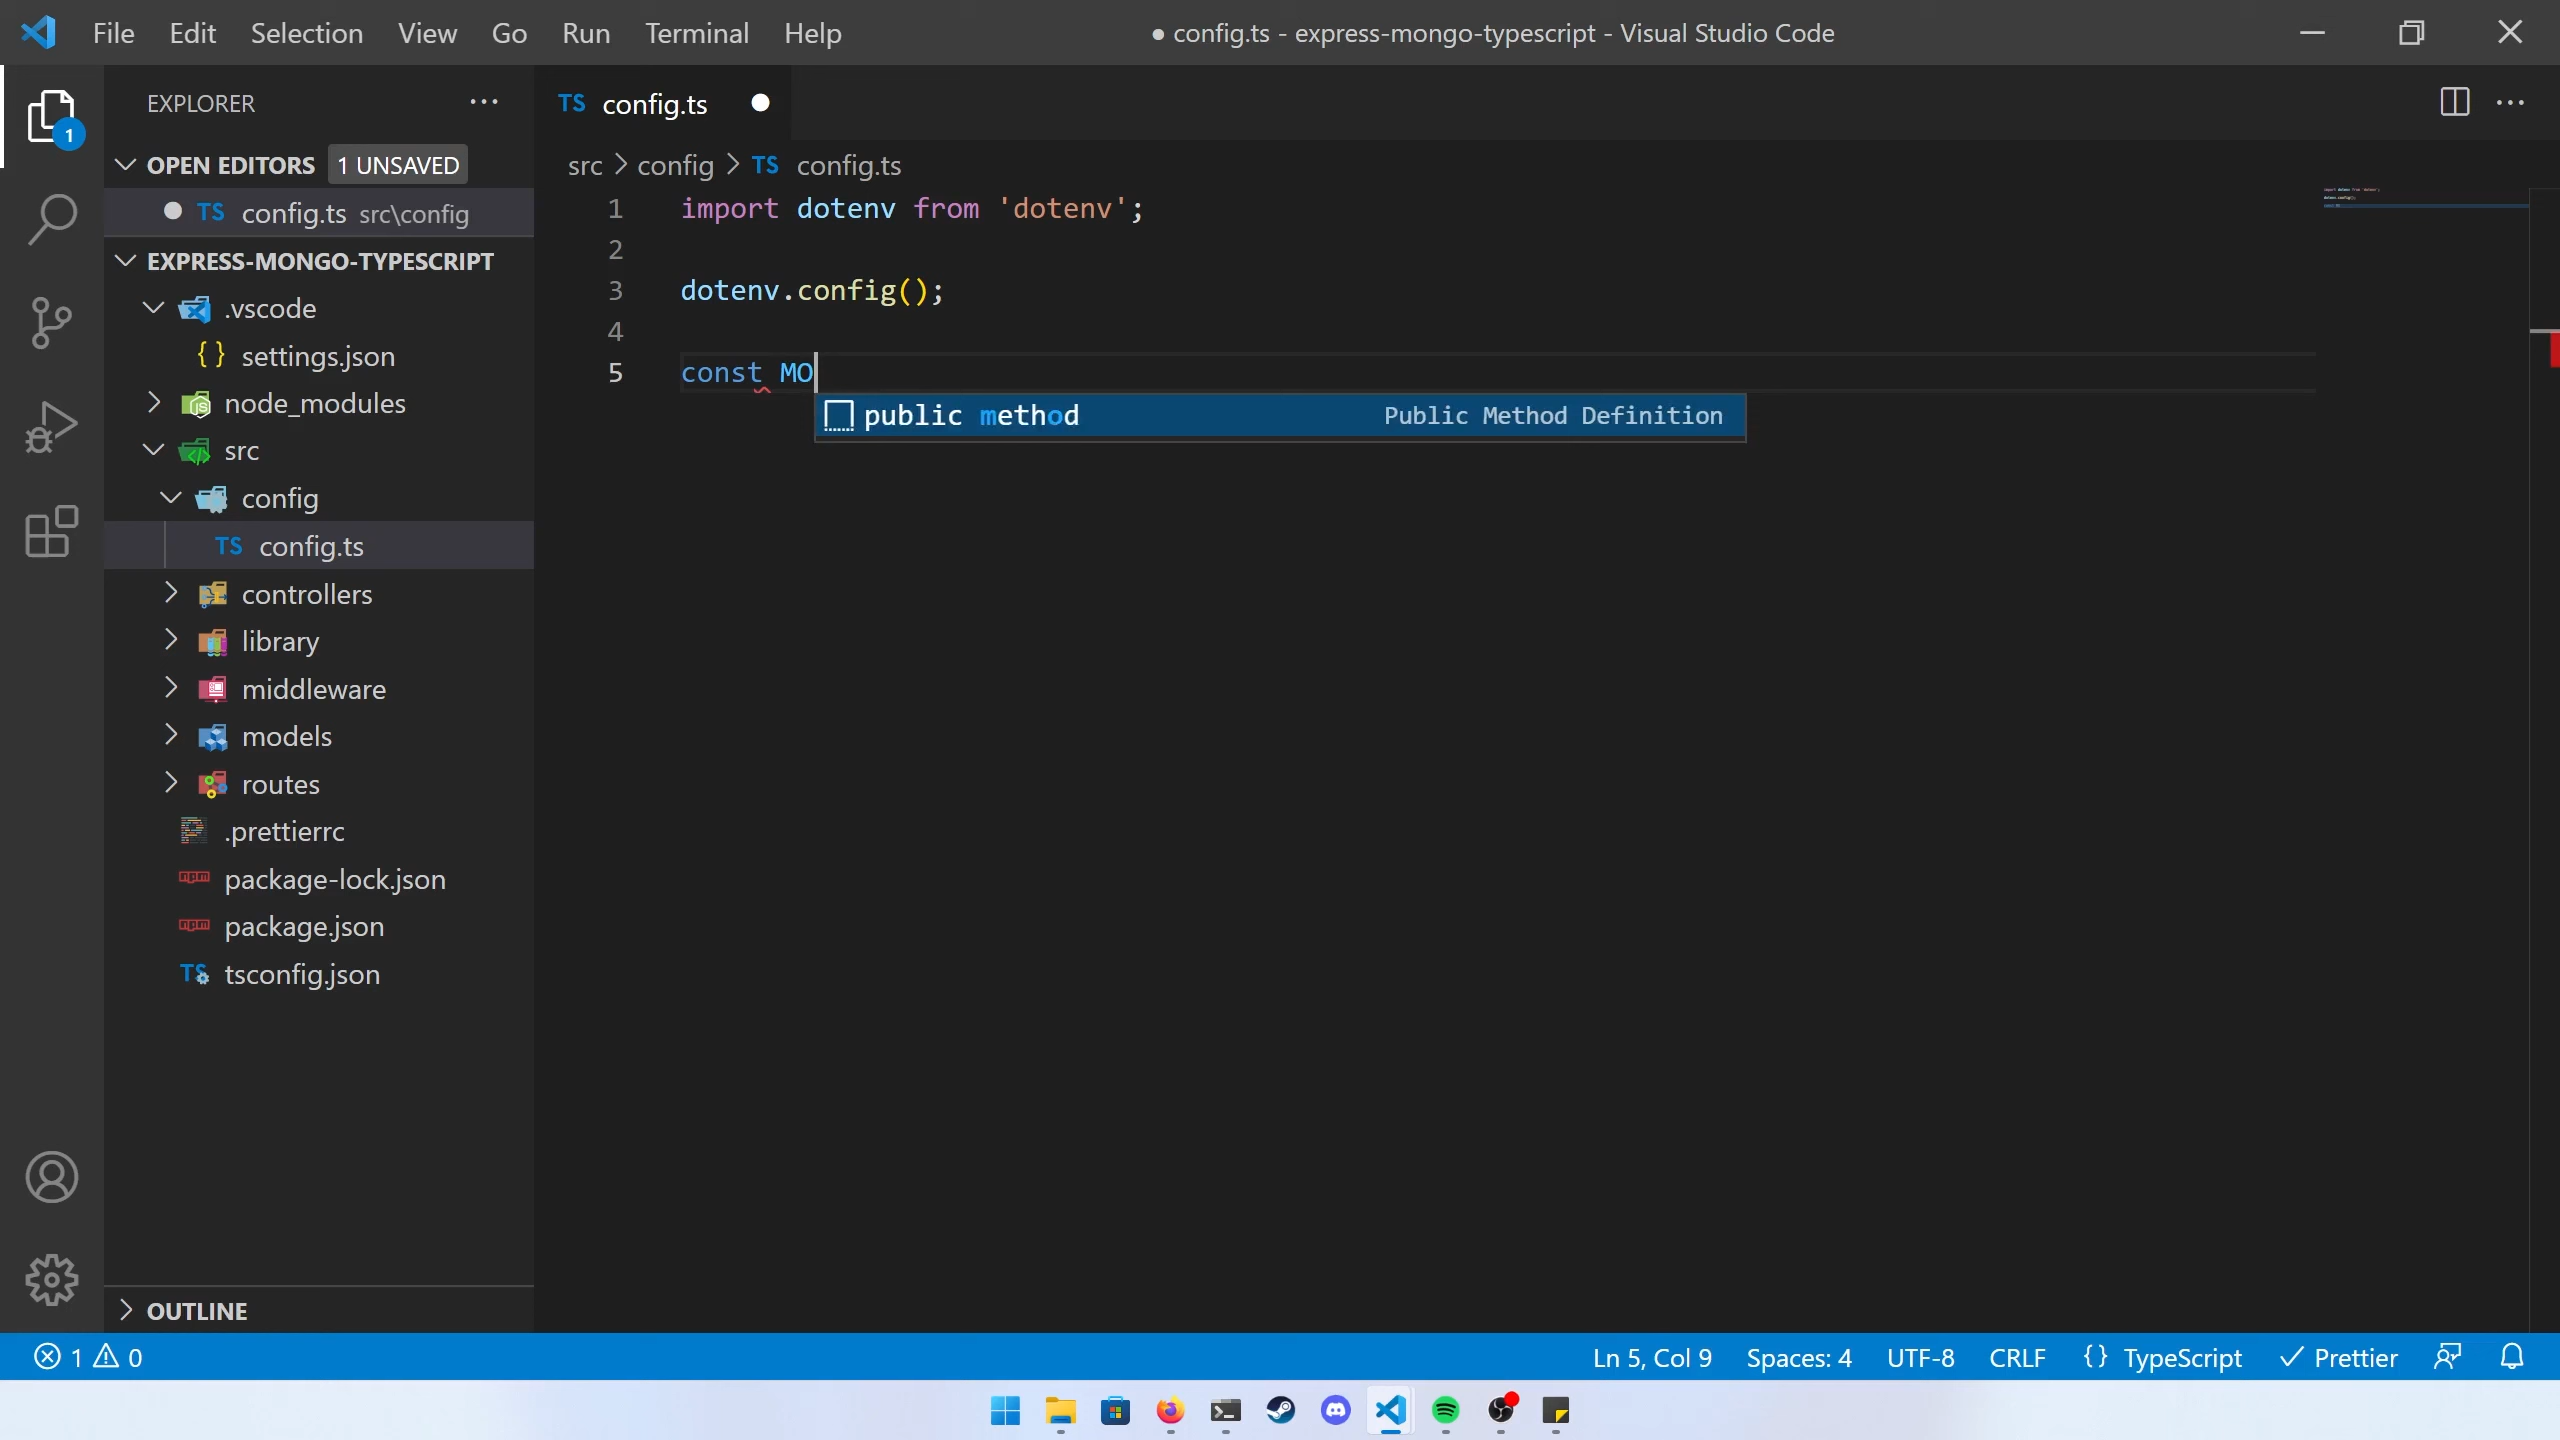 File Edit Selection View Go Run Terminal Help
● config.ts - express-mongo-typescript - Visual Studio Code
EXPLORER
1
OPEN EDITORS 1 UNSAVED
TS config.ts src\config
EXPRESS-MONGO-TYPESCRIPT
.vscode
{ } settings.json
node_modules
src
config
TS config.ts
controllers
library
middleware
models
routes
.prettierrc
package-lock.json
package.json
TS tsconfig.json
OUTLINE
TS config.ts
src > config > TS config.ts
1 import dotenv from 'dotenv';
2
3 dotenv.config();
4
5 const MO
public method Public Method Definition
1 0
Ln 5, Col 9 Spaces: 4 UTF-8 CRLF { } TypeScript Prettier